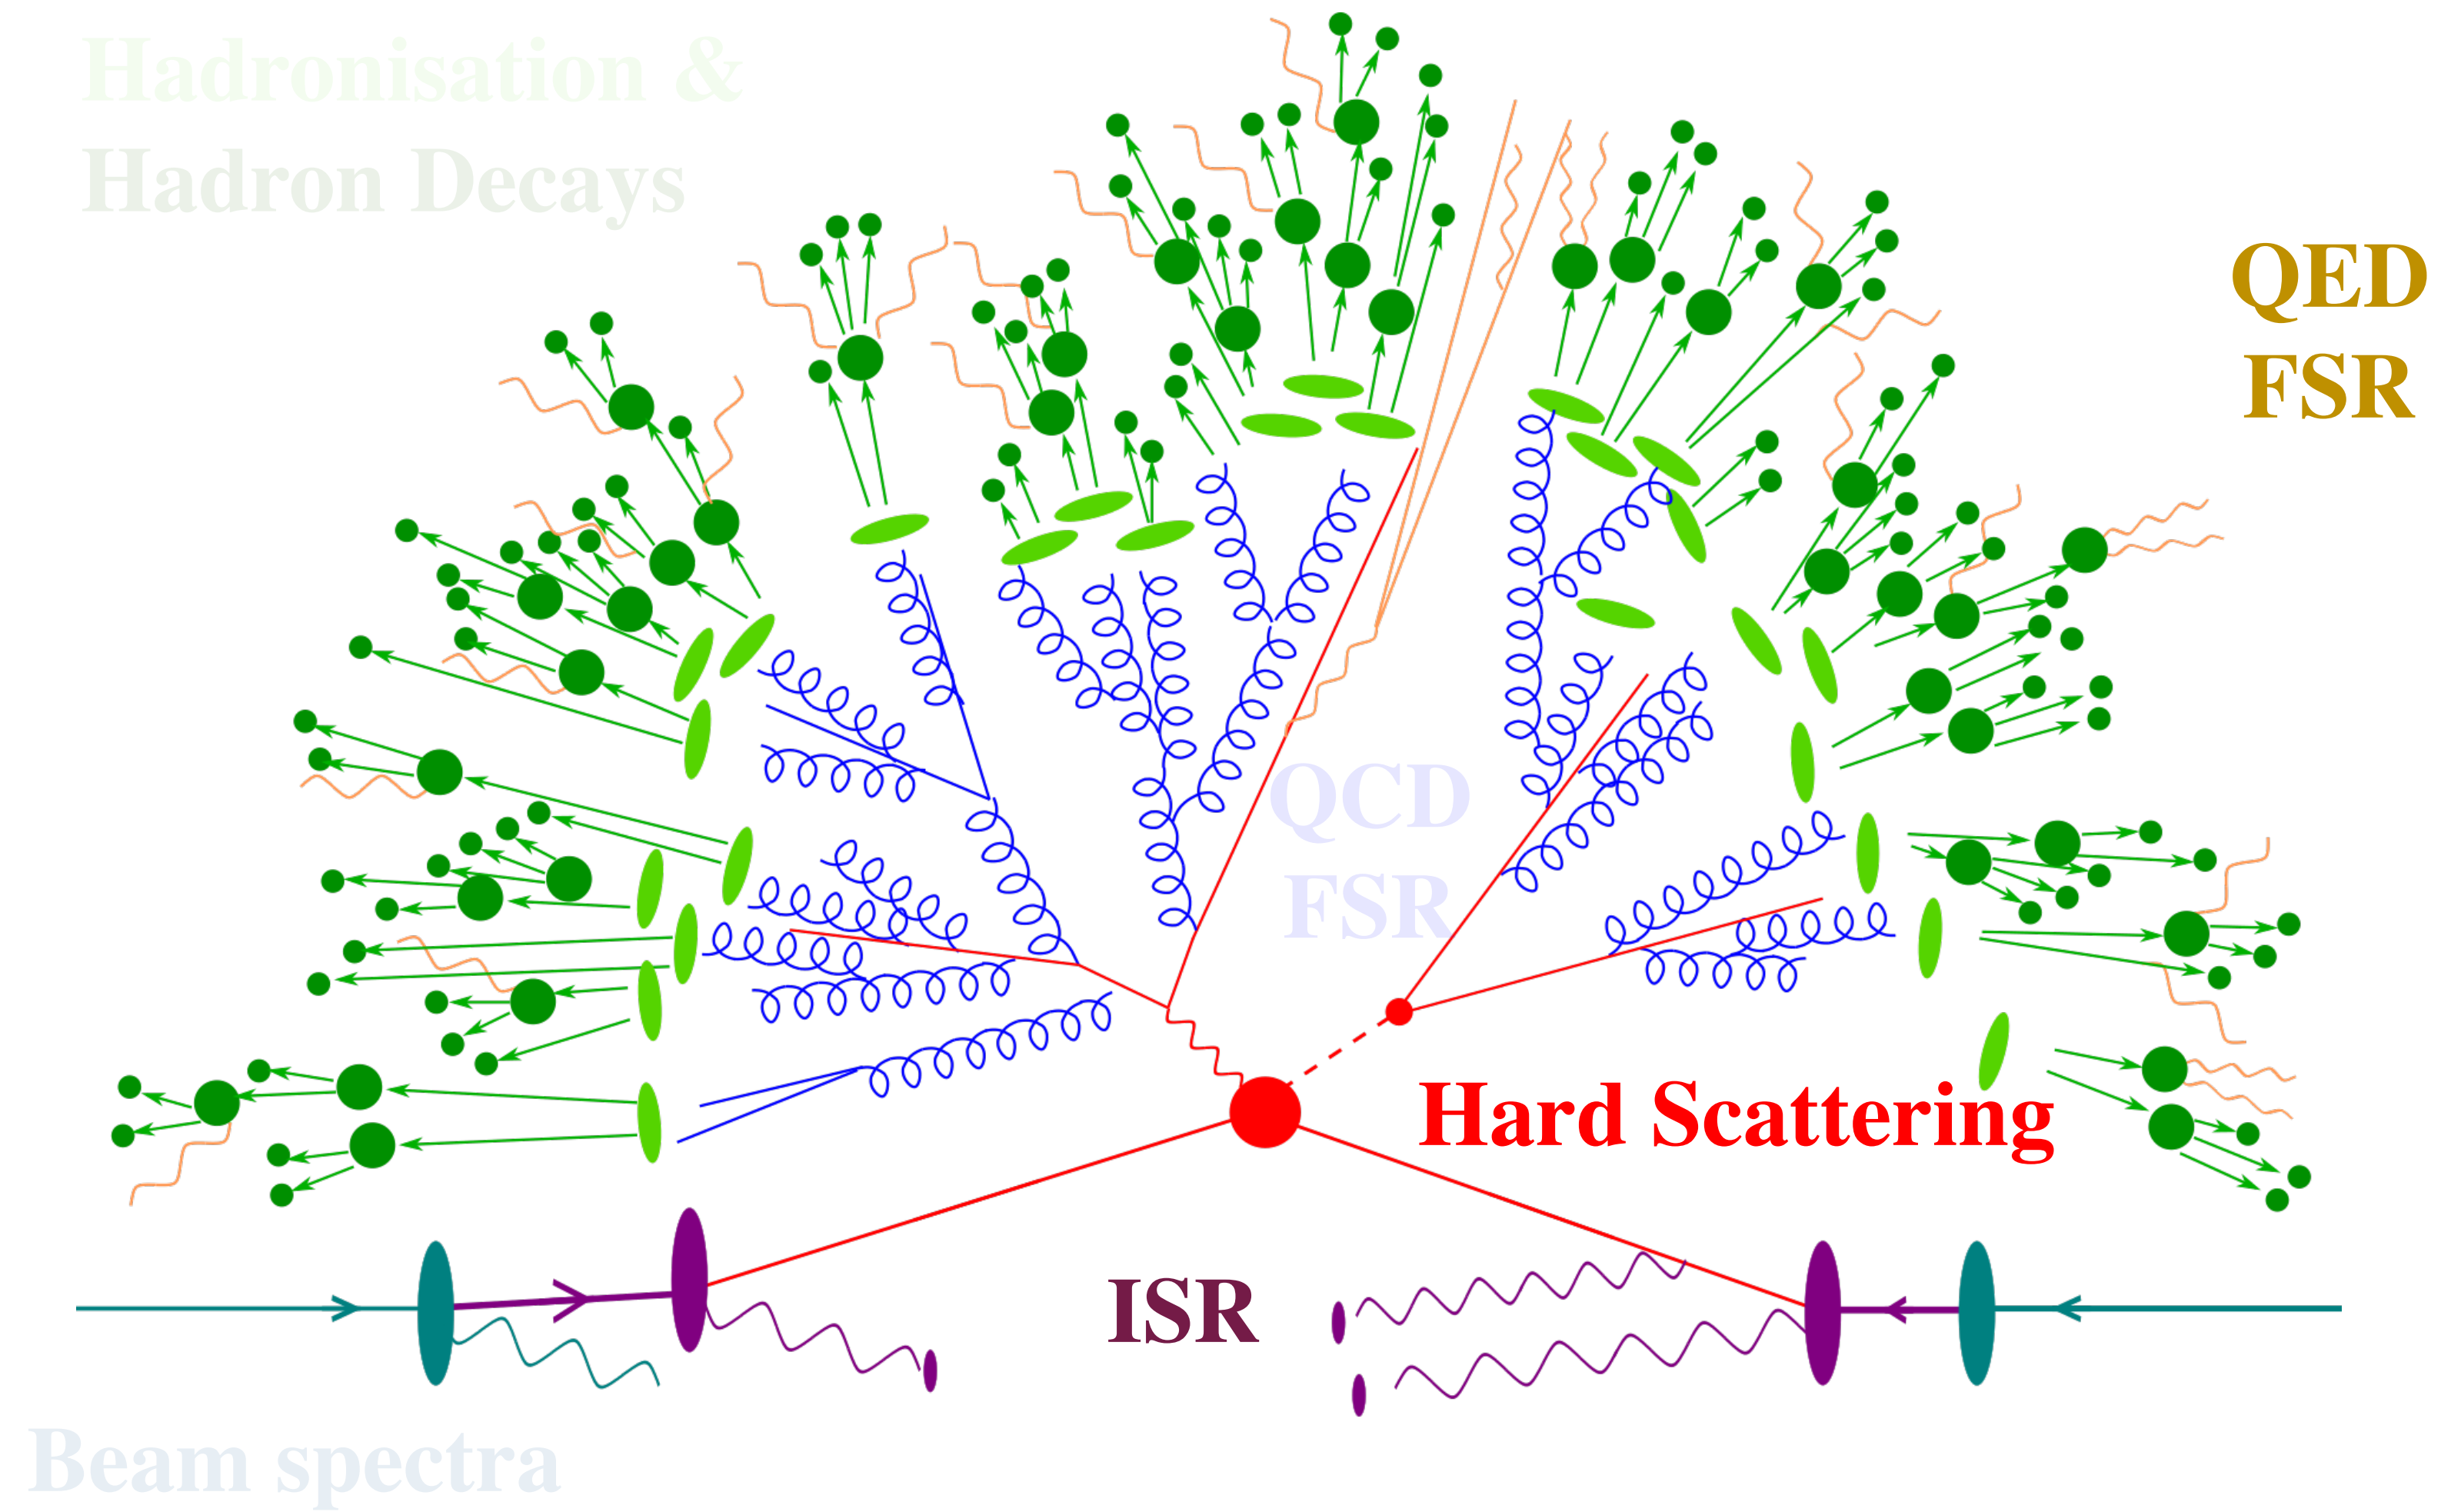 Hadronisation &
Hadron Decays
QED
FSR
QCD
FSR
Hard Scattering
ISR
Beam spectra